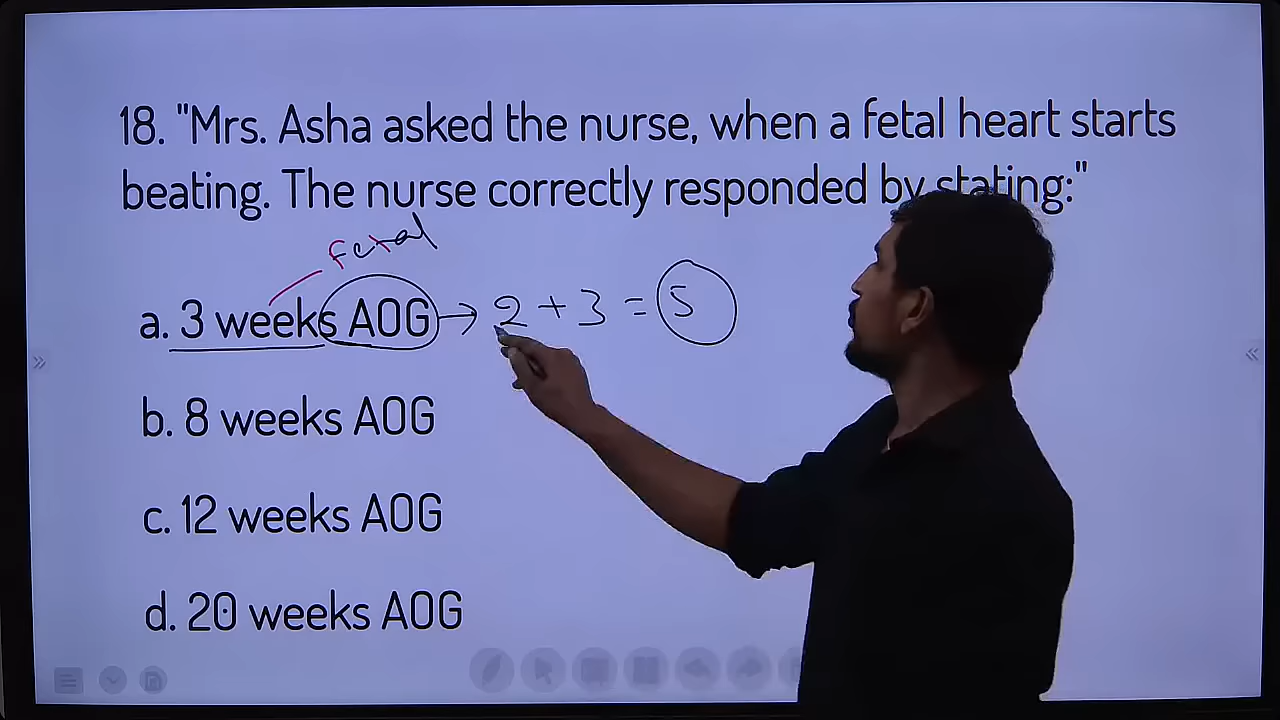 18. "Mrs. Asha asked the nurse, when a fetal heart starts
beating. The nurse correctly responded by stating:"
Fetal
a. 3 weeks AOG → 2 + 3 = 5
b. 8 weeks AOG
c. 12 weeks AOG
d. 20 weeks AOG